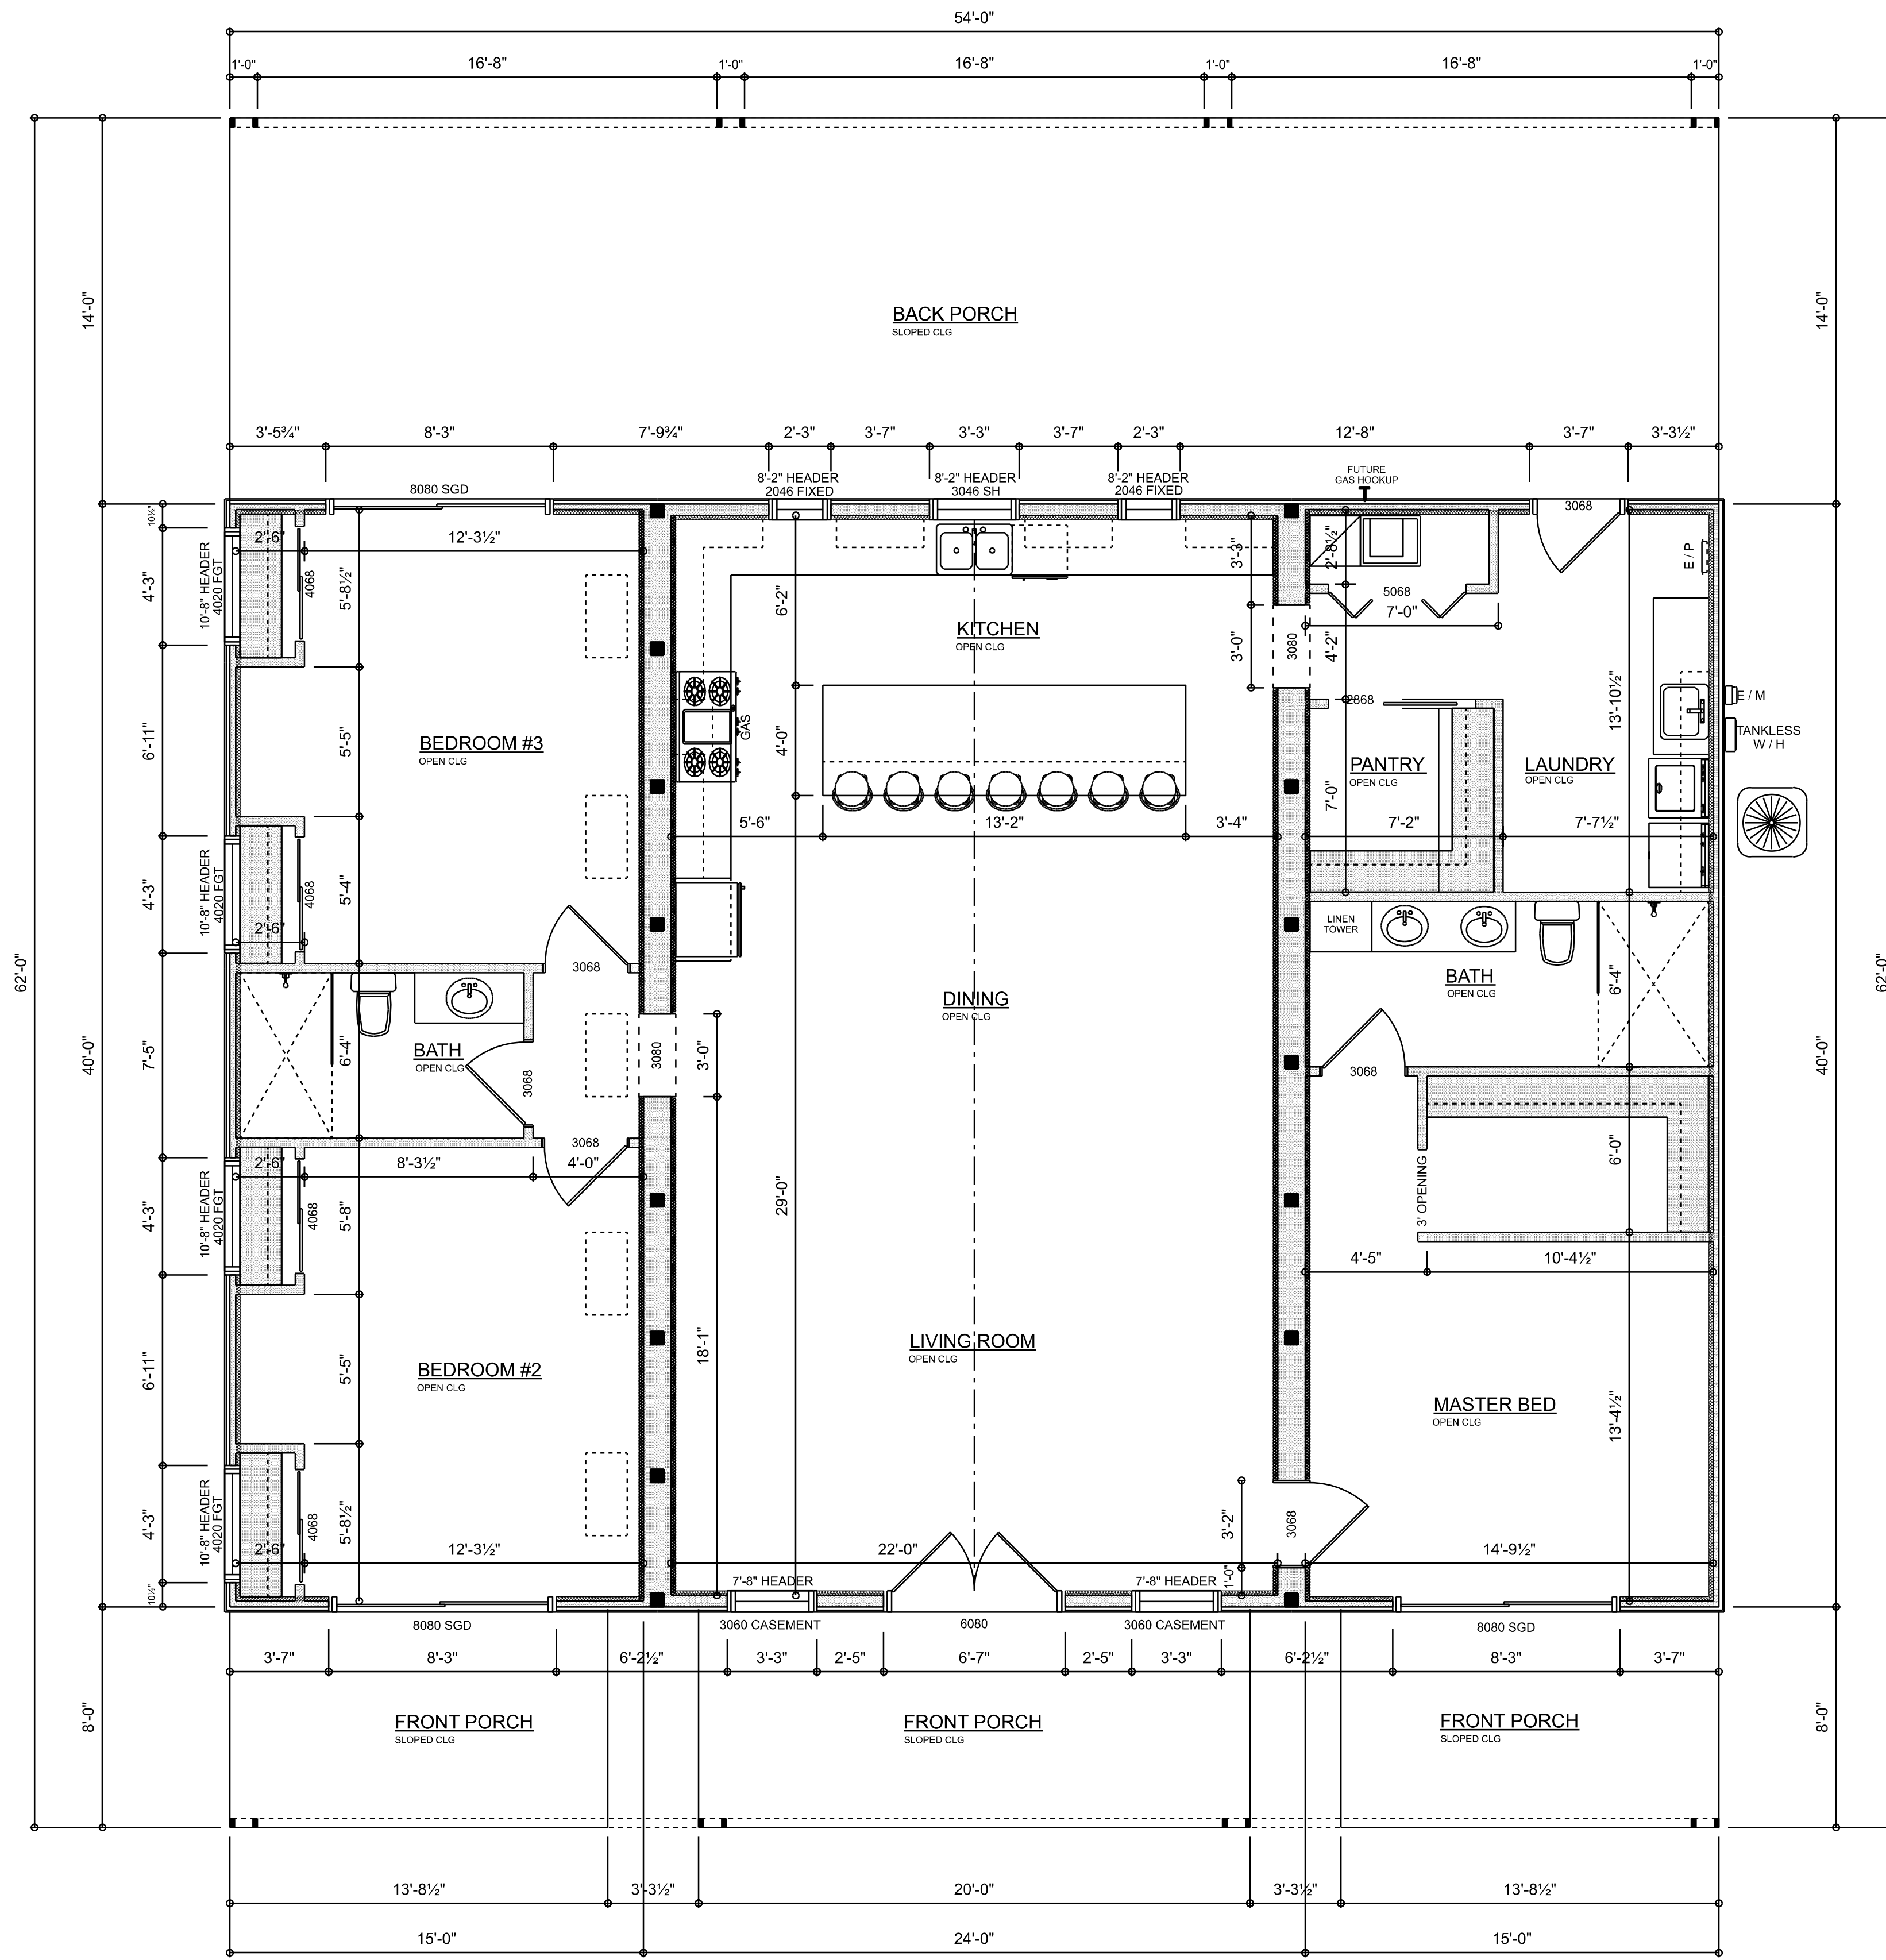 54'-0"
1'-0" 16'-8" 1'-0" 16'-8" 1'-0" 16'-8" 1'-0"
14'-0"
14'-0"
BACK PORCH
SLOPED CLG
3'-5¾" 8'-3" 7'-9¾" 2'-3" 3'-7" 3'-3" 3'-7" 2'-3" 12'-8" 3'-7" 3'-3½"
8080 SGD
8'-2" HEADER
2046 FIXED
8'-2" HEADER
3046 SH
8'-2" HEADER
2046 FIXED
FUTURE
GAS HOOKUP
3068
10½"
2'-6" 12'-3½"
10'-8" HEADER
4020 FGT
4'-3"
4068
5'-8½"
3'-3"
2'-8½"
E / P
5068
7'-0"
6'-2"
KITCHEN
OPEN CLG
3'-0"
3080
4'-2"
2868
13'-10½"
E / M
TANKLESS
W / H
6'-11"
5'-5"
BEDROOM #3
OPEN CLG
GAS
4'-0"
PANTRY
OPEN CLG
LAUNDRY
OPEN CLG
7'-0"
5'-6" 13'-2" 3'-4" 7'-2" 7'-7½"
10'-8" HEADER
4020 FGT
4'-3"
4068
5'-4"
2'-6"
LINEN
TOWER
3068
62'-0"
62'-0"
BATH
OPEN CLG
6'-4"
DINING
OPEN CLG
40'-0"
40'-0"
7'-5"
6'-4"
BATH
OPEN CLG
3068
3080
3'-0"
3068
3068
2'-6" 8'-3½" 4'-0"
29'-0"
6'-0"
3' OPENING
10'-8" HEADER
4020 FGT
4'-3"
4068
5'-8"
4'-5" 10'-4½"
6'-11"
5'-5"
BEDROOM #2
OPEN CLG
18'-1"
LIVING ROOM
OPEN CLG
MASTER BED
OPEN CLG
13'-4½"
10'-8" HEADER
4020 FGT
4'-3"
4068
5'-8½"
3'-2"
3068
2'-6" 12'-3½" 22'-0" 14'-9½"
10½"
1'-0"
7'-8" HEADER
7'-8" HEADER
8080 SGD
3060 CASEMENT
6080
3060 CASEMENT
8080 SGD
3'-7" 8'-3" 6'-2½" 3'-3" 2'-5" 6'-7" 2'-5" 3'-3" 6'-2½" 8'-3" 3'-7"
8'-0"
8'-0"
FRONT PORCH
SLOPED CLG
FRONT PORCH
SLOPED CLG
FRONT PORCH
SLOPED CLG
13'-8½" 3'-3½" 20'-0" 3'-3½" 13'-8½"
15'-0" 24'-0" 15'-0"